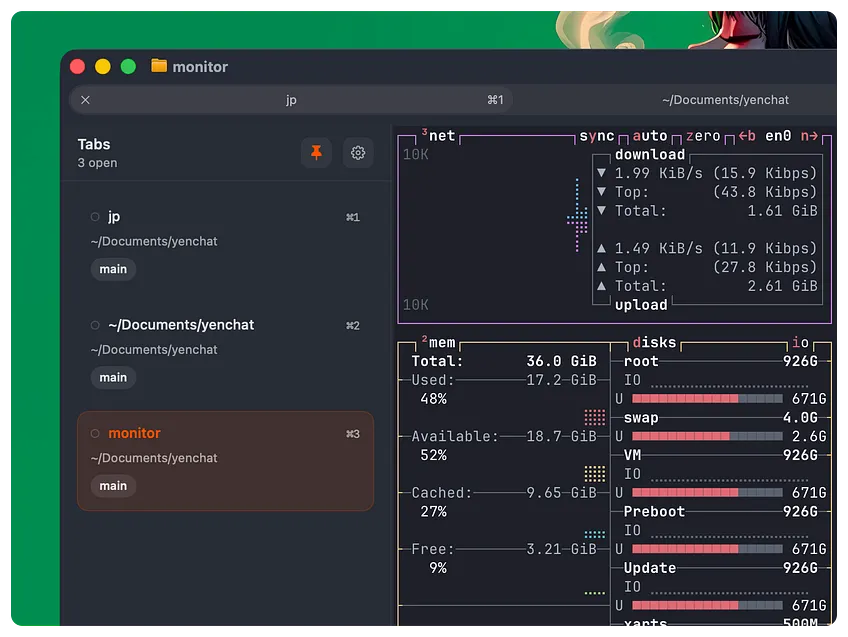 monitor
jp ⌘1 ~/Documents/yenchat
Tabs
3 open
jp ⌘1
~/Documents/yenchat
main
~/Documents/yenchat ⌘2
~/Documents/yenchat
main
monitor ⌘3
~/Documents/yenchat
main
³net sync auto zero ←b en0 n→
10K download
▼ 1.99 KiB/s (15.9 Kibps)
▼ Top: (43.8 Kibps)
▼ Total: 1.61 GiB
▲ 1.49 KiB/s (11.9 Kibps)
▲ Top: (27.8 Kibps)
▲ Total: 2.61 GiB
10K upload
²mem
Total: 36.0 GiB
Used: 17.2 GiB
48%
Available: 18.7 GiB
52%
Cached: 9.65 GiB
27%
Free: 3.21 GiB
9%
disks io
root 926G
IO
U 671G
swap 4.0G
U 2.6G
VM 926G
IO
U 671G
Preboot 926G
IO
U 671G
Update 926G
IO
U 671G
xarts 500M